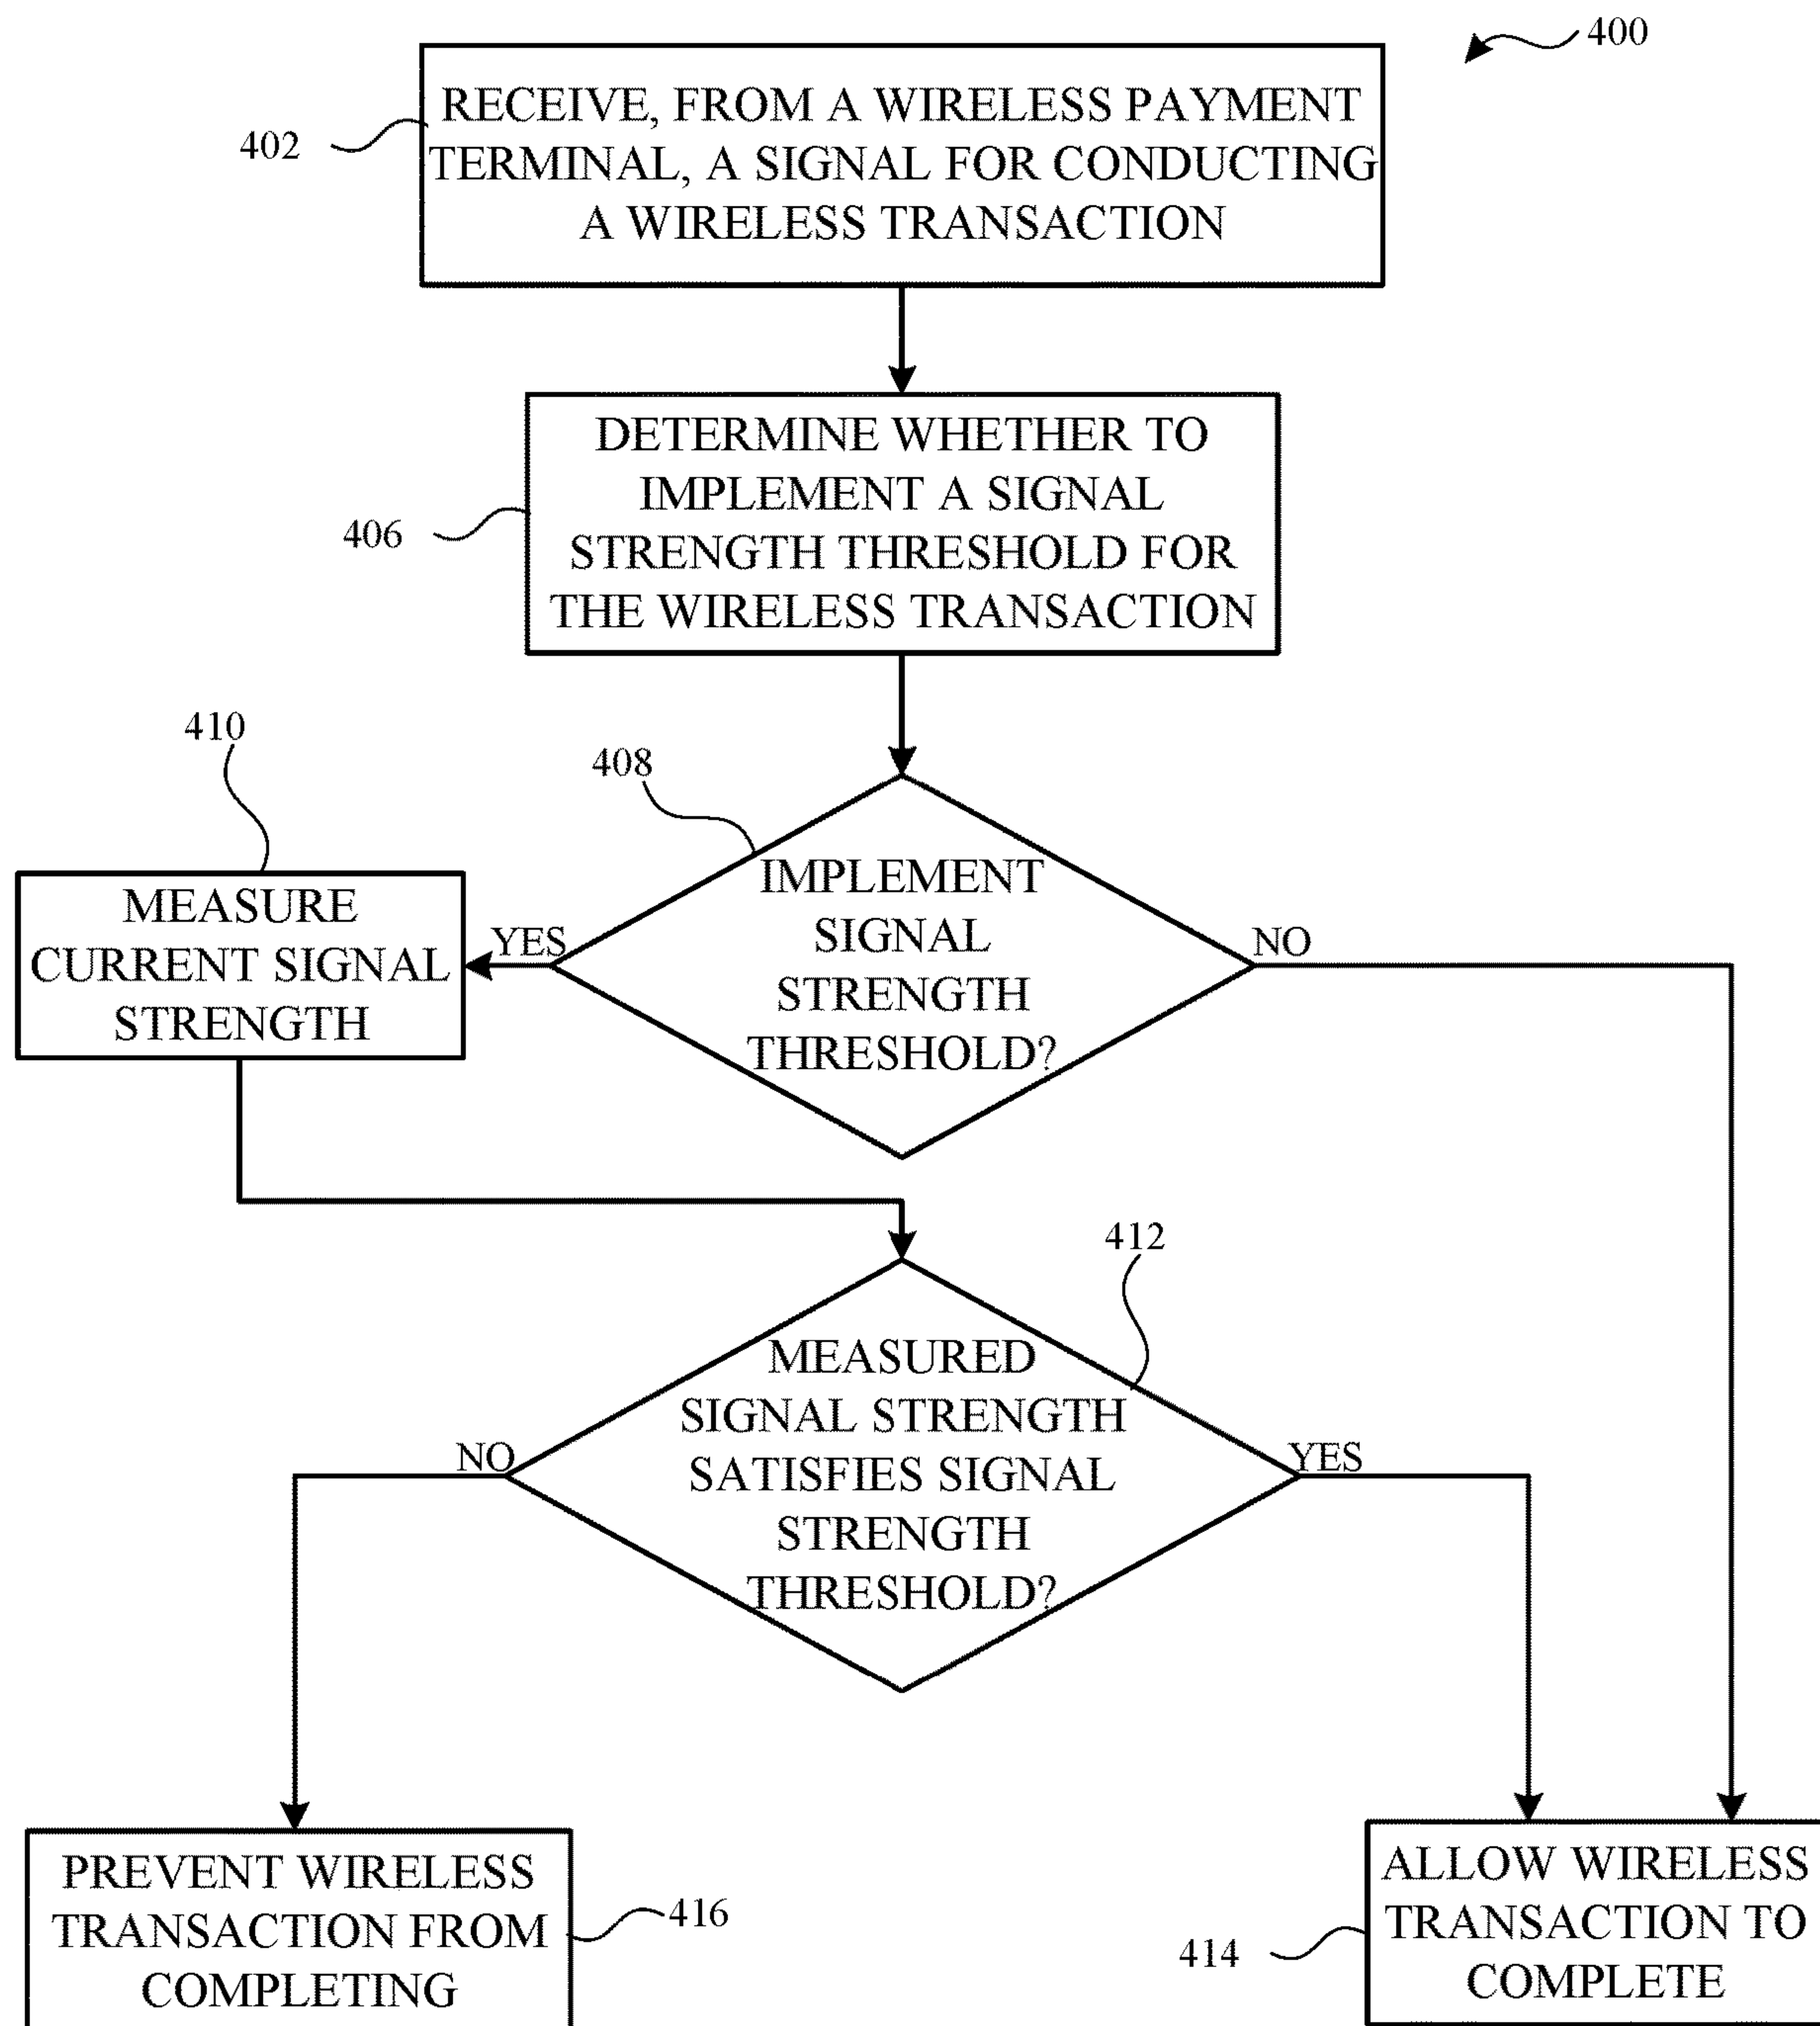 400
RECEIVE, FROM A WIRELESS PAYMENT
TERMINAL, A SIGNAL FOR CONDUCTING
A WIRELESS TRANSACTION
402
DETERMINE WHETHER TO
IMPLEMENT A SIGNAL
STRENGTH THRESHOLD FOR
THE WIRELESS TRANSACTION
406
408
IMPLEMENT
SIGNAL
STRENGTH
THRESHOLD?
YES
NO
410
MEASURE
CURRENT SIGNAL
STRENGTH
412
MEASURED
SIGNAL STRENGTH
SATISFIES SIGNAL
STRENGTH
THRESHOLD?
NO
YES
PREVENT WIRELESS
TRANSACTION FROM
COMPLETING
416
414
ALLOW WIRELESS
TRANSACTION TO
COMPLETE